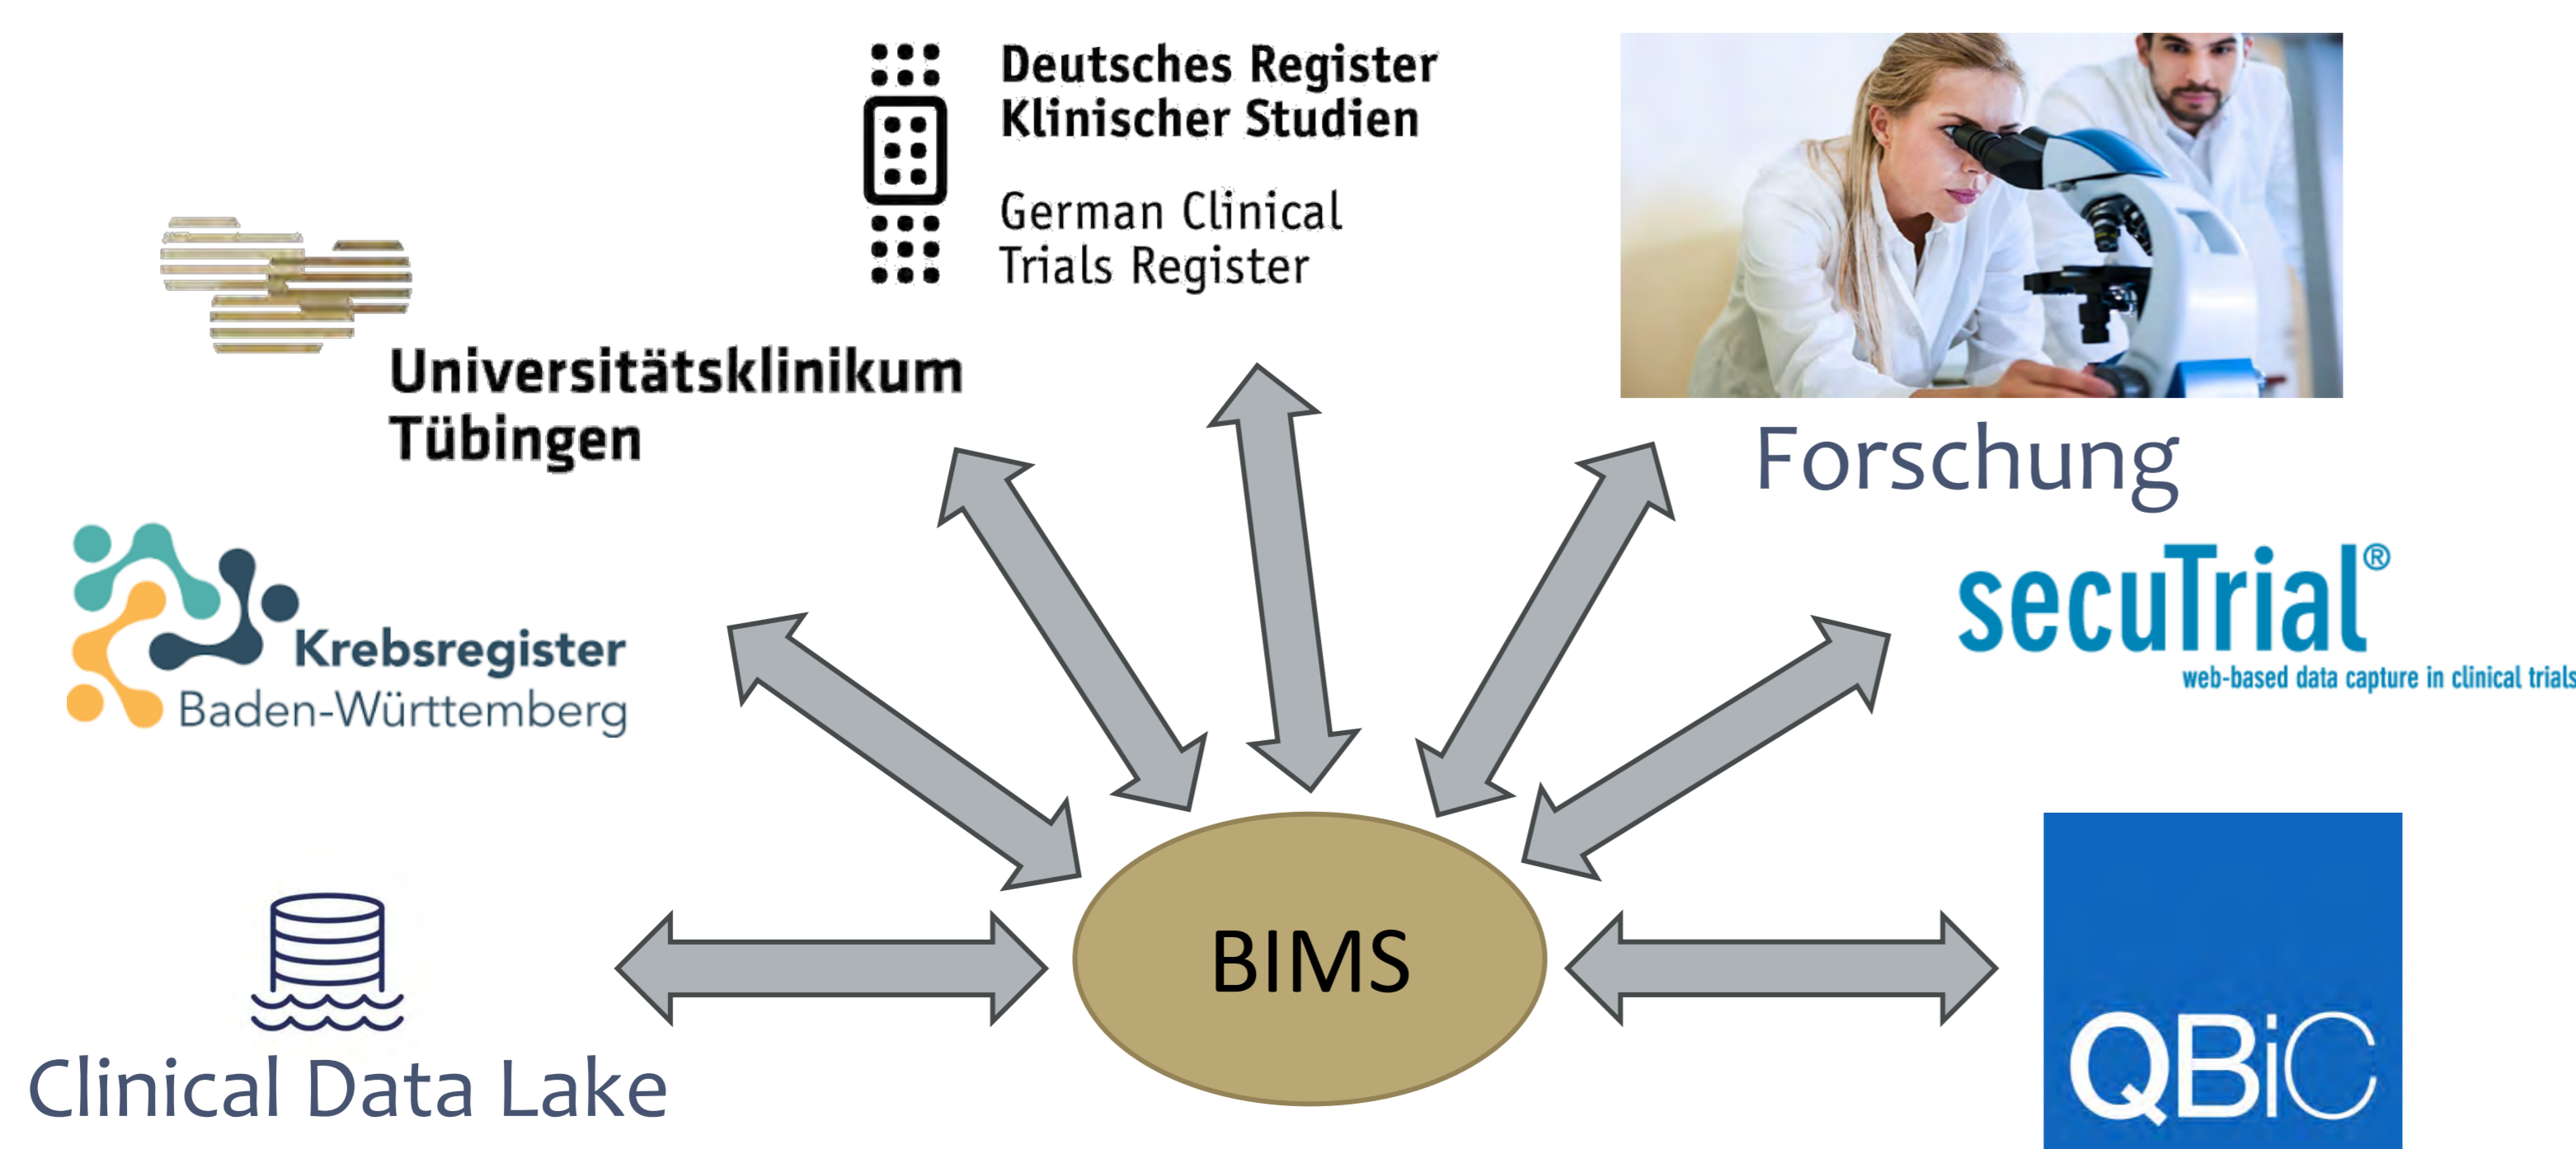 Deutsches Register
Klinischer Studien
German Clinical
Trials Register
Universitätsklinikum
Tübingen
Forschung
secuTrial®
web-based data capture in clinical trials
Krebsregister
Baden-Württemberg
BIMS
Clinical Data Lake
QBiC